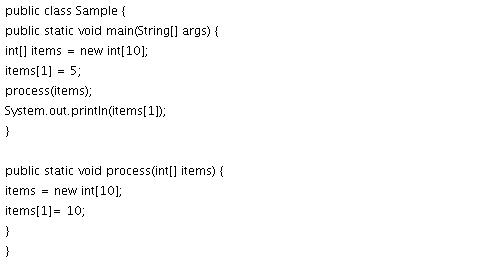 public class Sample {
public static void main(String[] args) {
int[] items = new int[10];
items[1] = 5;
process(items);
System.out.println(items[1]);
}
public static void process(int[] items) {
items = new int[10];
items[1]= 10;
}
}